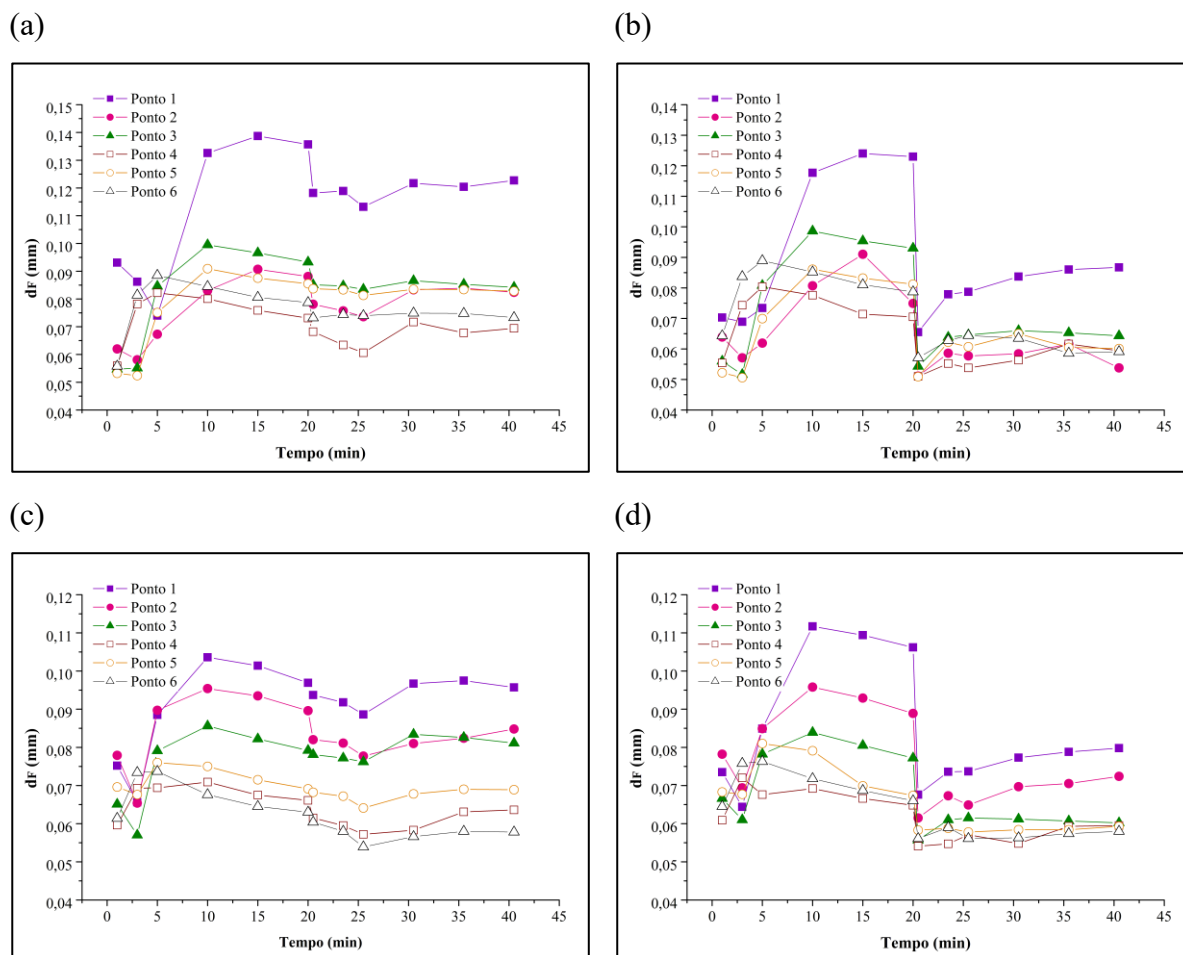 (a)
0,15
0,14
0,13
0,12
0,11
0,10
0,09
0,08
0,07
0,06
0,05
0,04
dF (mm)
Ponto 1
Ponto 2
Ponto 3
Ponto 4
Ponto 5
Ponto 6
0 5 10 15 20 25 30 35 40 45
Tempo (min)
(b)
0,14
0,13
0,12
0,11
0,10
0,09
0,08
0,07
0,06
0,05
0,04
dF (mm)
Ponto 1
Ponto 2
Ponto 3
Ponto 4
Ponto 5
Ponto 6
0 5 10 15 20 25 30 35 40 45
Tempo (min)
(c)
0,12
0,11
0,10
0,09
0,08
0,07
0,06
0,05
0,04
dF (mm)
Ponto 1
Ponto 2
Ponto 3
Ponto 4
Ponto 5
Ponto 6
0 5 10 15 20 25 30 35 40 45
Tempo (min)
(d)
0,12
0,11
0,10
0,09
0,08
0,07
0,06
0,05
0,04
dF (mm)
Ponto 1
Ponto 2
Ponto 3
Ponto 4
Ponto 5
Ponto 6
0 5 10 15 20 25 30 35 40 45
Tempo (min)